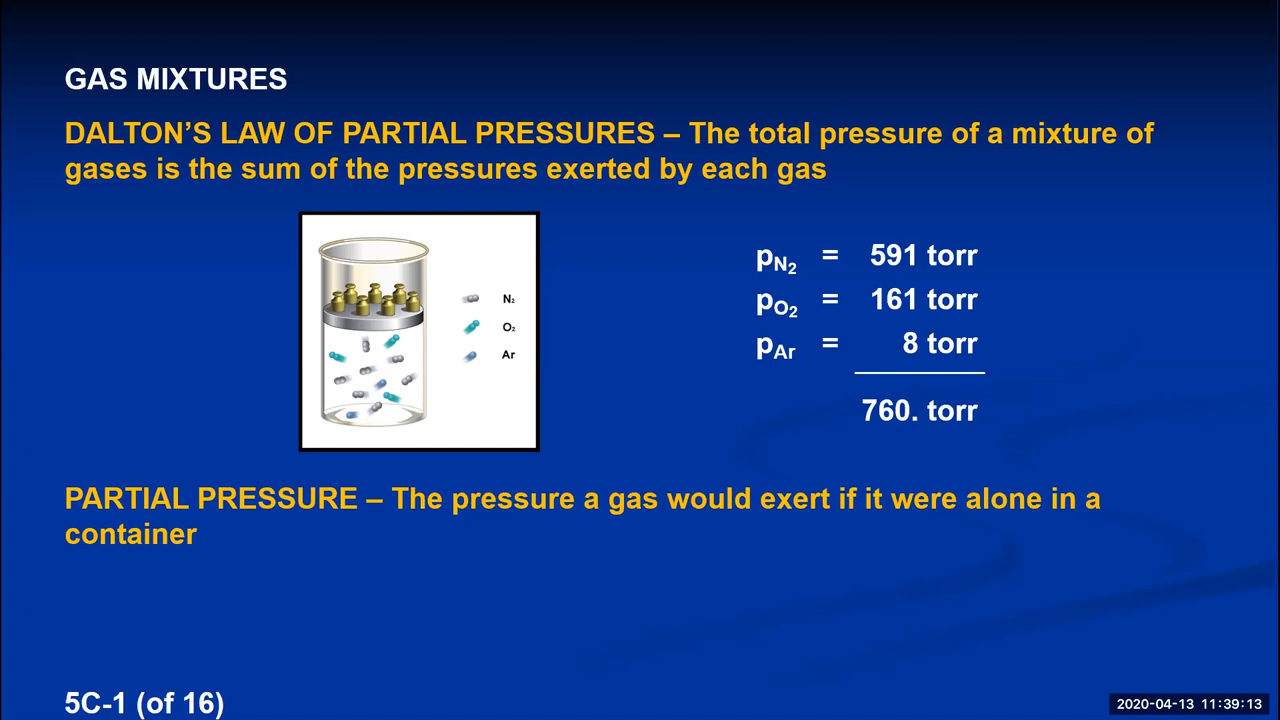 GAS MIXTURES
DALTON’S LAW OF PARTIAL PRESSURES – The total pressure of a mixture of
gases is the sum of the pressures exerted by each gas
N₂
O₂
Ar
pN₂ = 591 torr
pO₂ = 161 torr
pAr = 8 torr
760. torr
PARTIAL PRESSURE – The pressure a gas would exert if it were alone in a
container
5C-1 (of 16)
2020-04-13 11:39:13